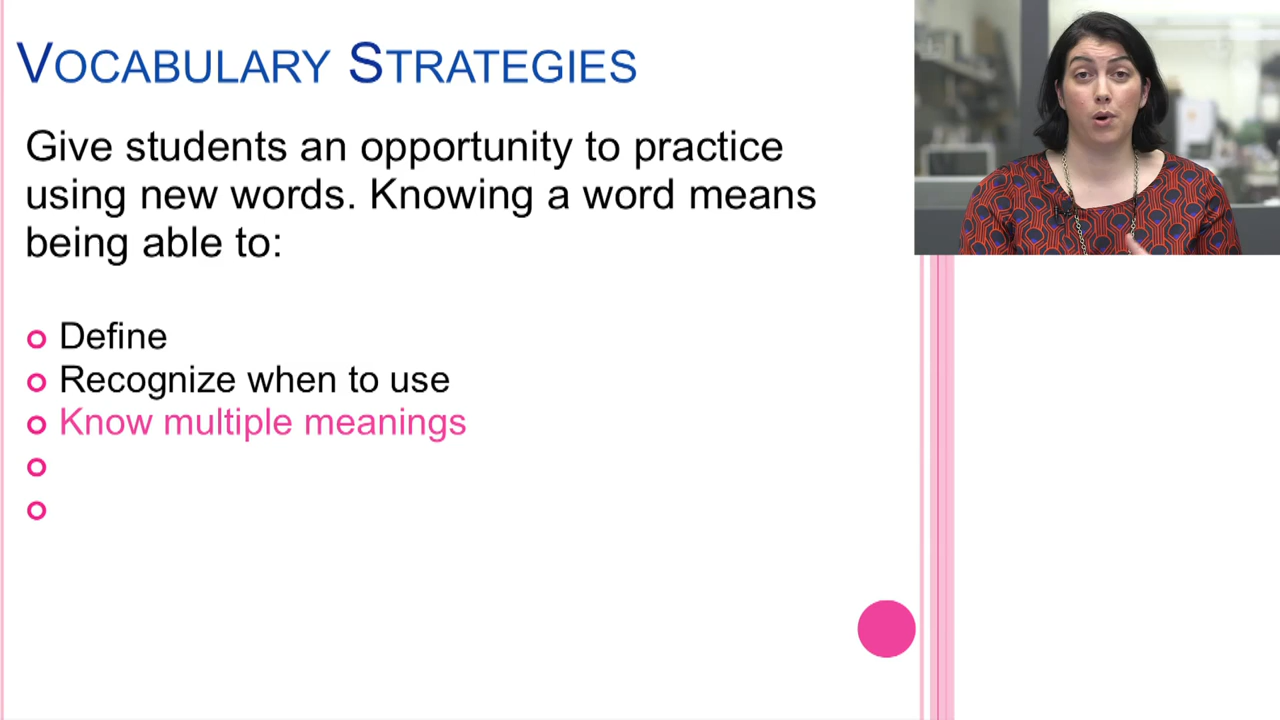 VOCABULARY STRATEGIES
Give students an opportunity to practice
using new words. Knowing a word means
being able to:
Define
Recognize when to use
Know multiple meanings